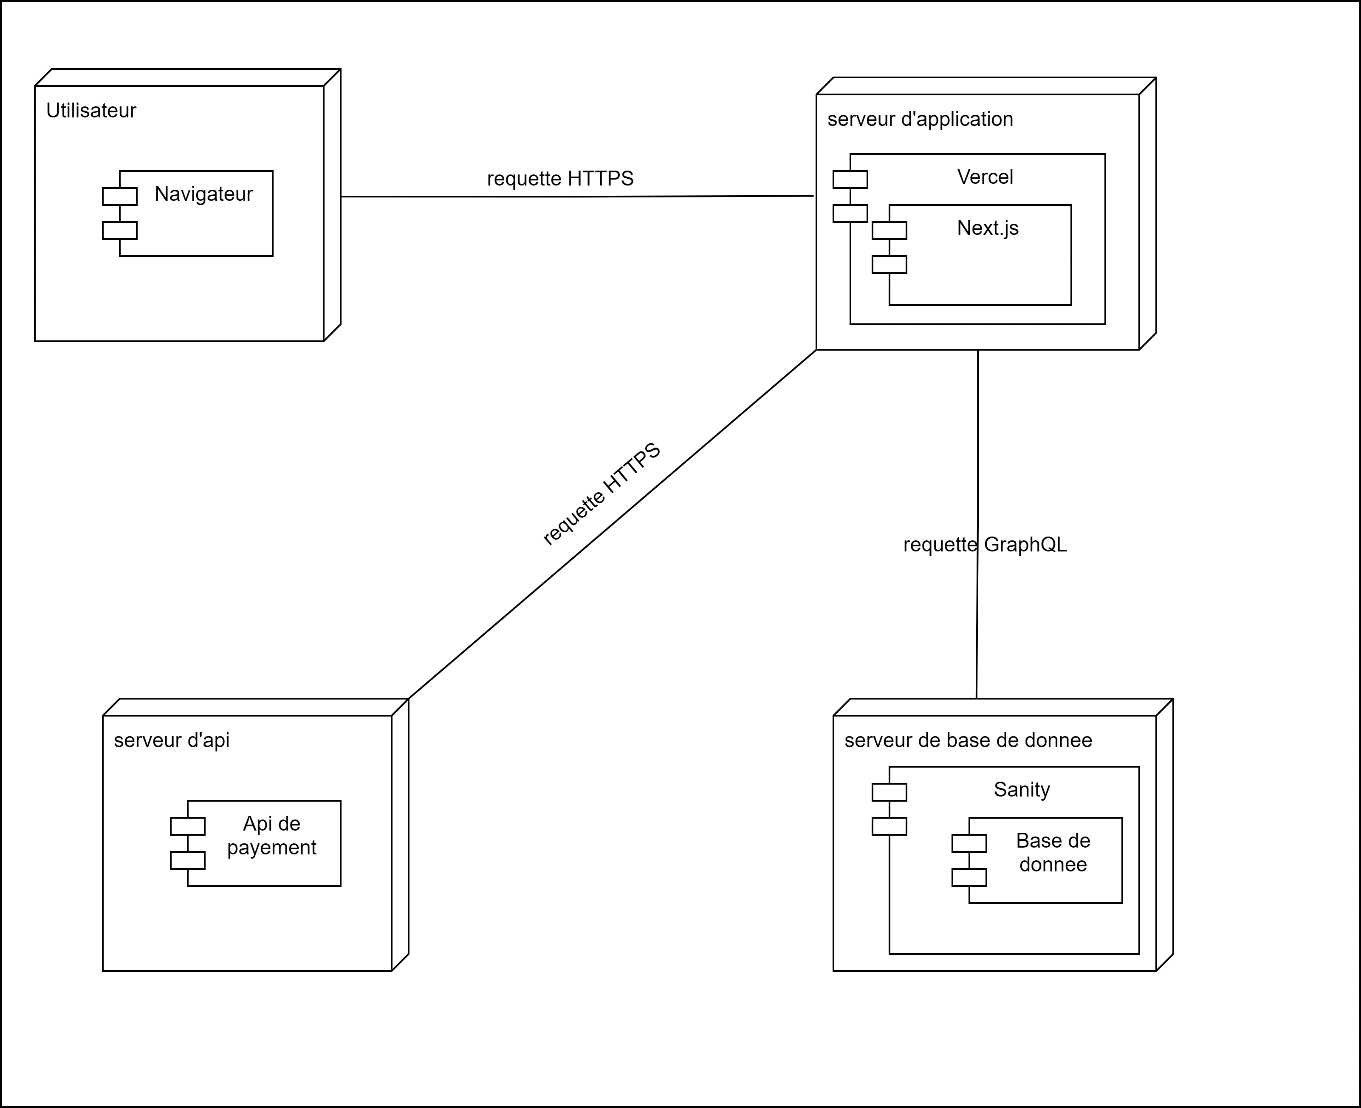 Utilisateur
Navigateur
requette HTTPS
serveur d'application
Vercel
Next.js
requette HTTPS
requette GraphQL
serveur d'api
Api de
payement
serveur de base de donnee
Sanity
Base de
donnee